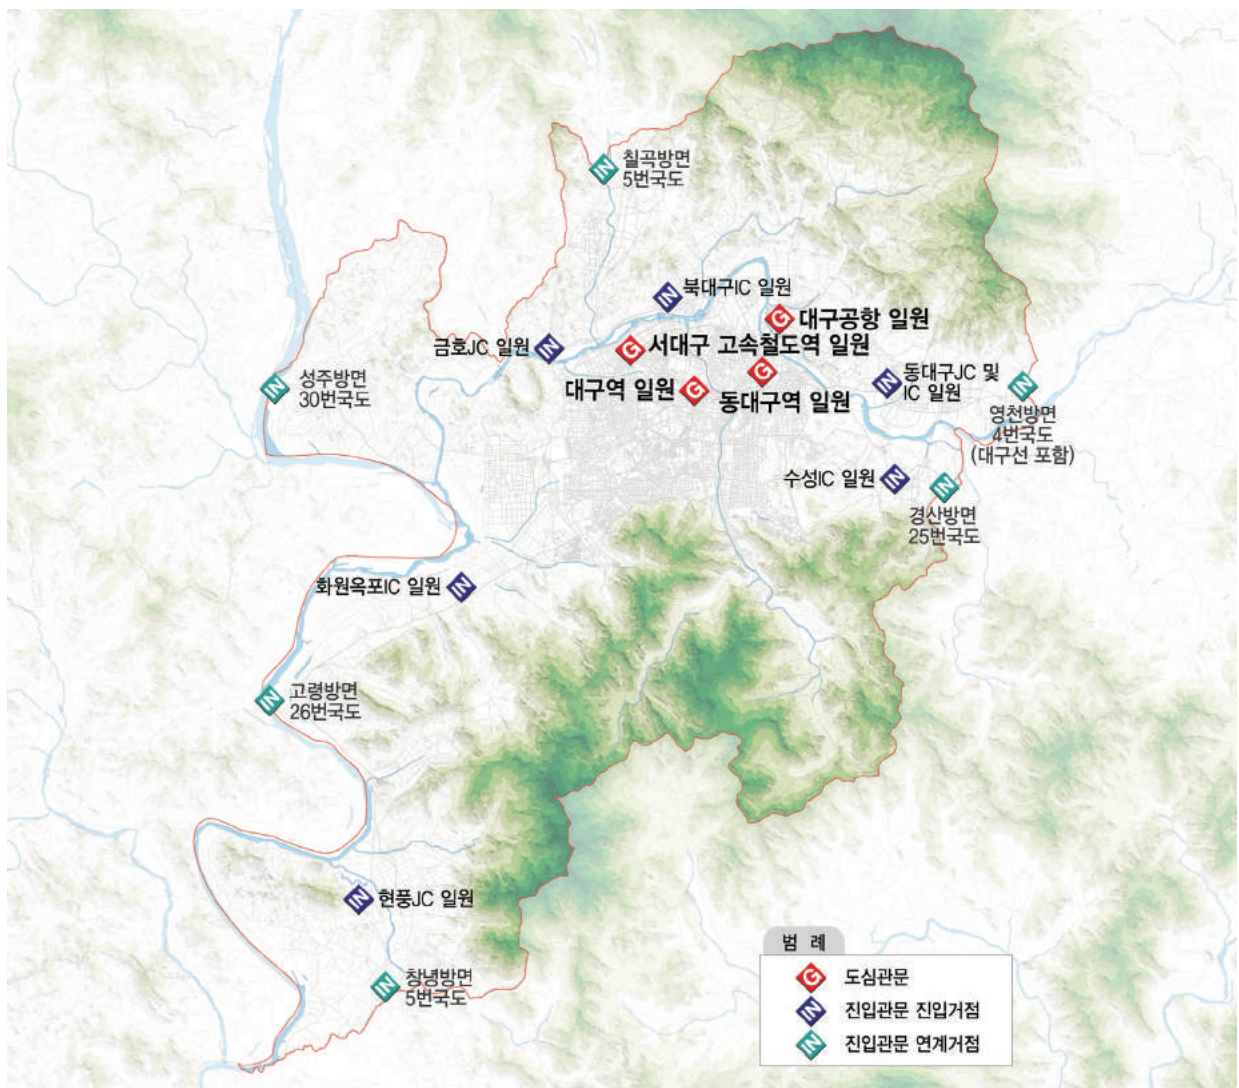 칠곡방면
5번국도
북대구IC 일원
대구공항 일원
금호JC 일원
서대구 고속철도역 일원
성주방면
30번국도
대구역 일원
동대구역 일원
동대구JC 및
IC 일원
영천방면
4번국도
(대구선 포함)
수성IC 일원
경산방면
25번국도
화원옥포IC 일원
고령방면
26번국도
현풍JC 일원
창녕방면
5번국도
범 례
G 도심관문
IN 진입관문 진입거점
IN 진입관문 연계거점